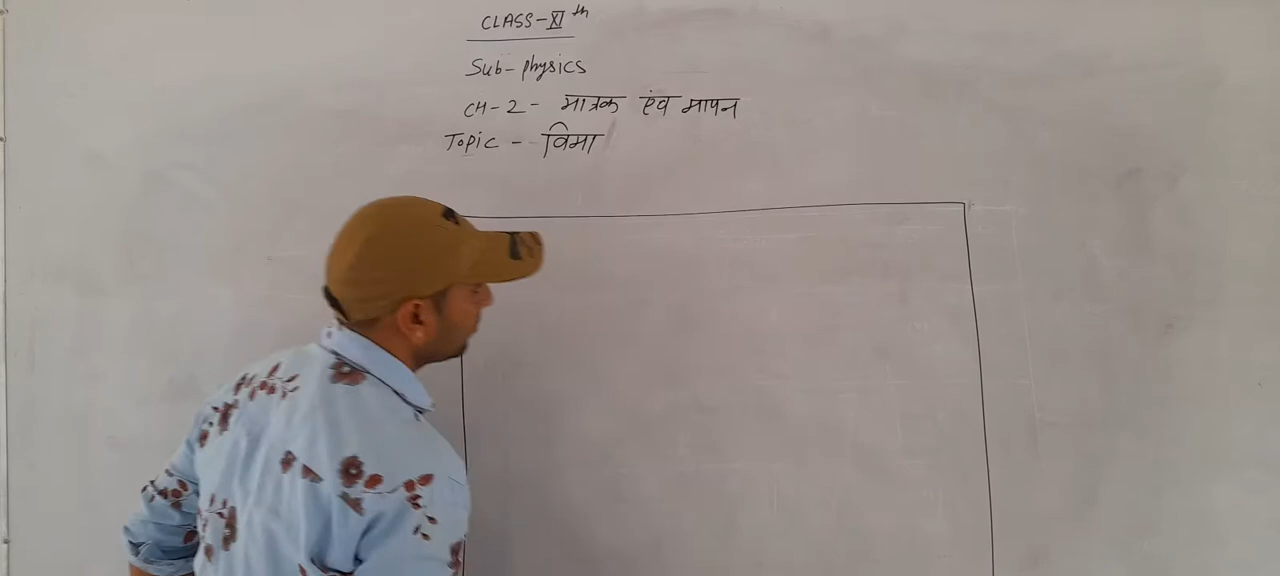 CLASS-XI th
Sub-physics
CH-2- मात्रक एंव मापन
Topic - विमा